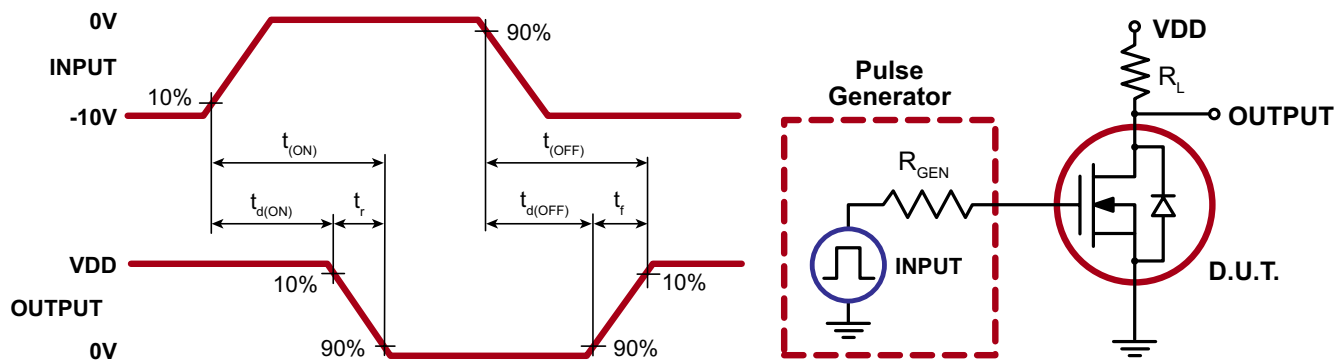 0V
INPUT
-10V
10%
90%
t(ON)
t(OFF)
td(ON)
tr
td(OFF)
tf
VDD
OUTPUT
0V
10%
90%
90%
10%
Pulse
Generator
RGEN
INPUT
VDD
RL
OUTPUT
D.U.T.